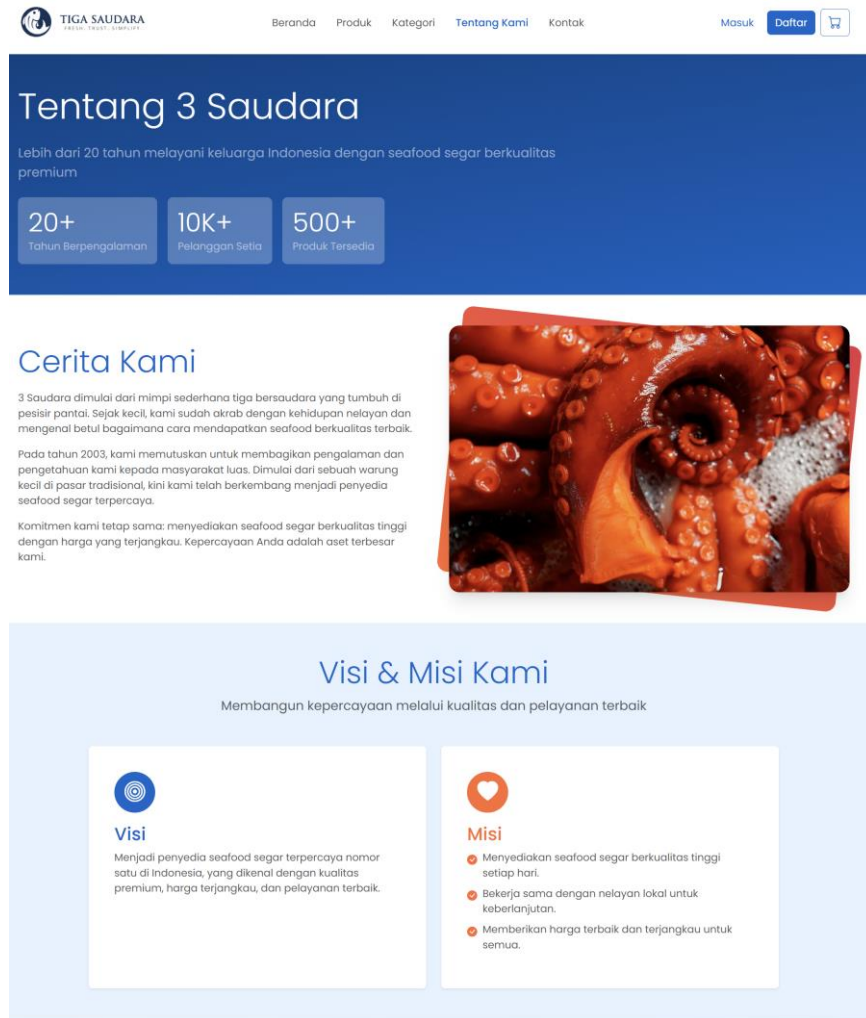 TIGA SAUDARA
FRESH. TRUST. SIMPLIFY.
Beranda Produk Kategori Tentang Kami Kontak
Masuk Daftar
Tentang 3 Saudara
Lebih dari 20 tahun melayani keluarga Indonesia dengan seafood segar berkualitas
premium
20+
Tahun Berpengalaman
10K+
Pelanggan Setia
500+
Produk Tersedia
Cerita Kami
3 Saudara dimulai dari mimpi sederhana tiga bersaudara yang tumbuh di
pesisir pantai. Sejak kecil, kami sudah akrab dengan kehidupan nelayan dan
mengenal betul bagaimana cara mendapatkan seafood berkualitas terbaik.
Pada tahun 2003, kami memutuskan untuk membagikan pengalaman dan
pengetahuan kami kepada masyarakat luas. Dimulai dari sebuah warung
kecil di pasar tradisional, kini kami telah berkembang menjadi penyedia
seafood segar terpercaya.
Komitmen kami tetap sama: menyediakan seafood segar berkualitas tinggi
dengan harga yang terjangkau. Kepercayaan Anda adalah aset terbesar
kami.
Visi & Misi Kami
Membangun kepercayaan melalui kualitas dan pelayanan terbaik
Visi
Menjadi penyedia seafood segar terpercaya nomor
satu di Indonesia, yang dikenal dengan kualitas
premium, harga terjangkau, dan pelayanan terbaik.
Misi
Menyediakan seafood segar berkualitas tinggi
setiap hari.
Bekerja sama dengan nelayan lokal untuk
keberlanjutan.
Memberikan harga terbaik dan terjangkau untuk
semua.